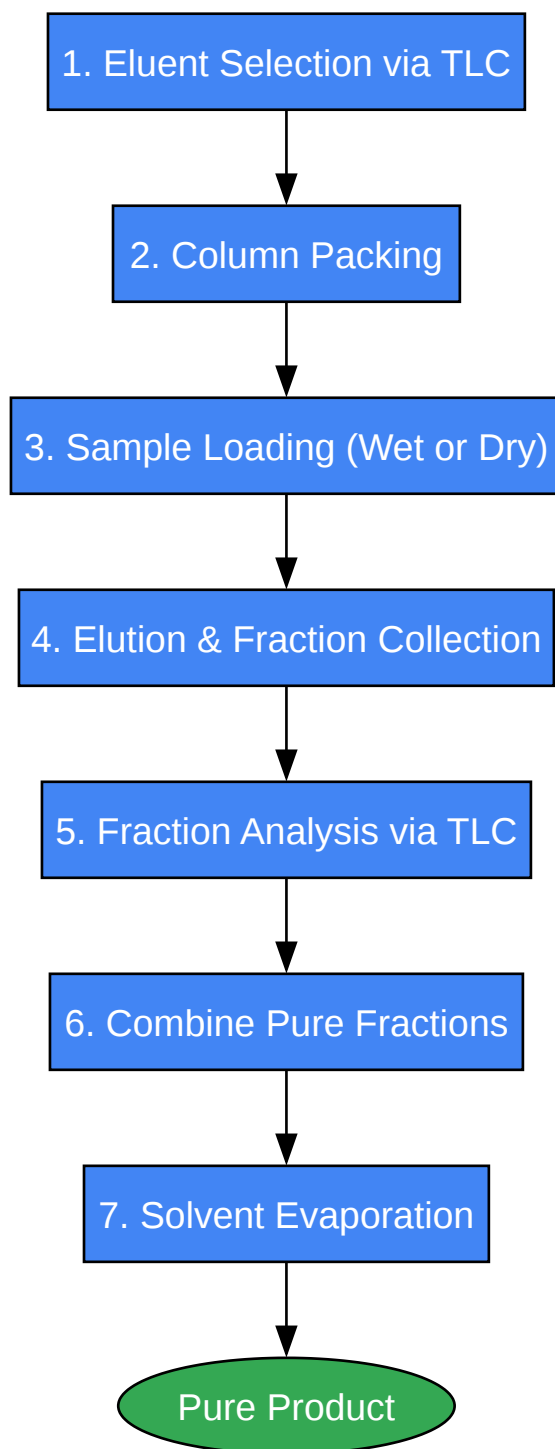 1. Eluent Selection via TLC
2. Column Packing
3. Sample Loading (Wet or Dry)
4. Elution & Fraction Collection
5. Fraction Analysis via TLC
6. Combine Pure Fractions
7. Solvent Evaporation
Pure Product